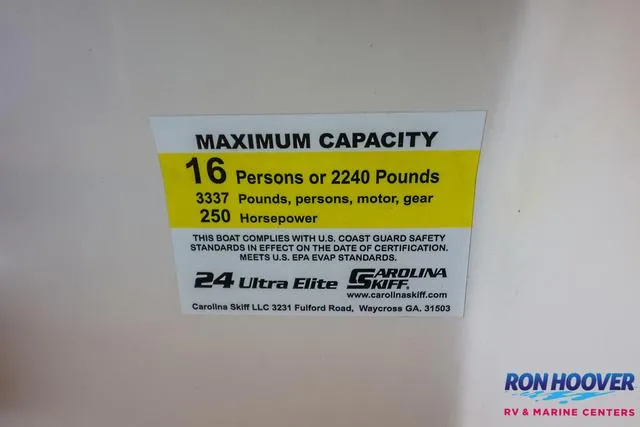 MAXIMUM CAPACITY
16 Persons or 2240 Pounds
3337 Pounds, persons, motor, gear
250 Horsepower
THIS BOAT COMPLIES WITH U.S. COAST GUARD SAFETY
STANDARDS IN EFFECT ON THE DATE OF CERTIFICATION.
MEETS U.S. EPA EVAP STANDARDS.
24 Ultra Elite CAROLINA SKIFF®
www.carolinaskiff.com
Carolina Skiff LLC 3231 Fulford Road, Waycross GA. 31503
RON HOOVER
RV & MARINE CENTERS